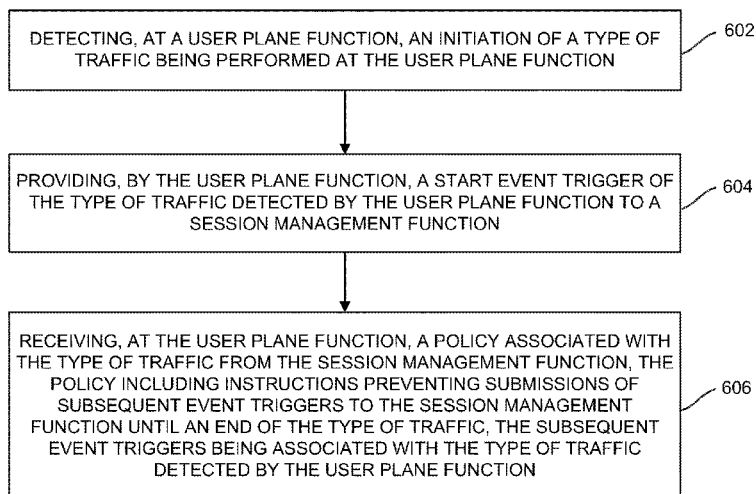 DETECTING, AT A USER PLANE FUNCTION, AN INITIATION OF A TYPE OF
TRAFFIC BEING PERFORMED AT THE USER PLANE FUNCTION
602
PROVIDING, BY THE USER PLANE FUNCTION, A START EVENT TRIGGER OF
THE TYPE OF TRAFFIC DETECTED BY THE USER PLANE FUNCTION TO A
SESSION MANAGEMENT FUNCTION
604
RECEIVING, AT THE USER PLANE FUNCTION, A POLICY ASSOCIATED WITH
THE TYPE OF TRAFFIC FROM THE SESSION MANAGEMENT FUNCTION, THE
POLICY INCLUDING INSTRUCTIONS PREVENTING SUBMISSIONS OF
SUBSEQUENT EVENT TRIGGERS TO THE SESSION MANAGEMENT
FUNCTION UNTIL AN END OF THE TYPE OF TRAFFIC, THE SUBSEQUENT
EVENT TRIGGERS BEING ASSOCIATED WITH THE TYPE OF TRAFFIC
DETECTED BY THE USER PLANE FUNCTION
606